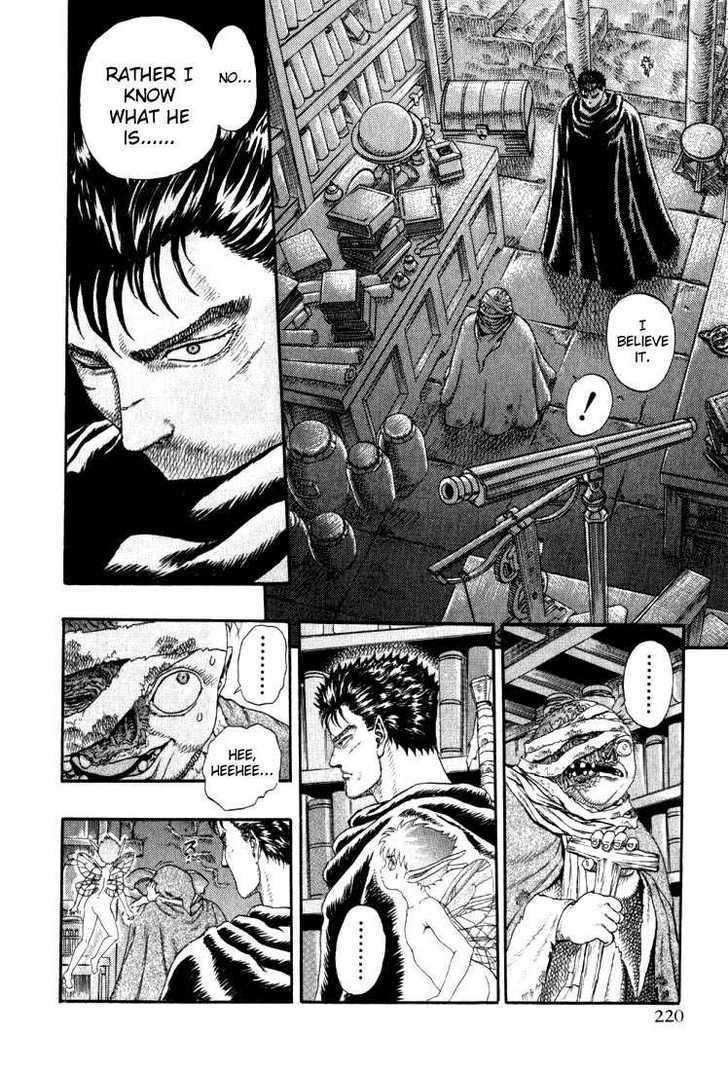 I
BELIEVE
IT.
!
NO...
RATHER I
KNOW
WHAT HE
IS......
......
......
......
HEE,
HEEHEE...
220